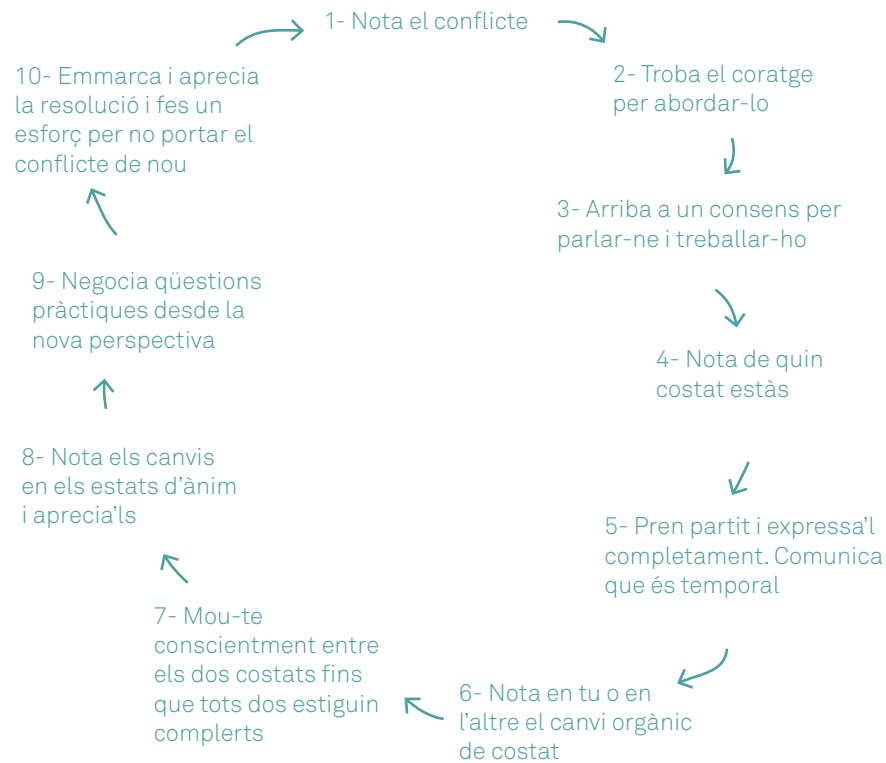 1- Nota el conflicte
2- Troba el coratge
per abordar-lo
3- Arriba a un consens per
parlar-ne i treballar-ho
4- Nota de quin
costat estàs
5- Pren partit i expressa’l
completament. Comunica
que és temporal
6- Nota en tu o en
l’altre el canvi orgànic
de costat
7- Mou-te
conscientment entre
els dos costats fins
que tots dos estiguin
complerts
8- Nota els canvis
en els estats d’ànim
i aprecia’ls
9- Negocia qüestions
pràctiques desde la
nova perspectiva
10- Emmarca i aprecia
la resolució i fes un
esforç per no portar el
conflicte de nou